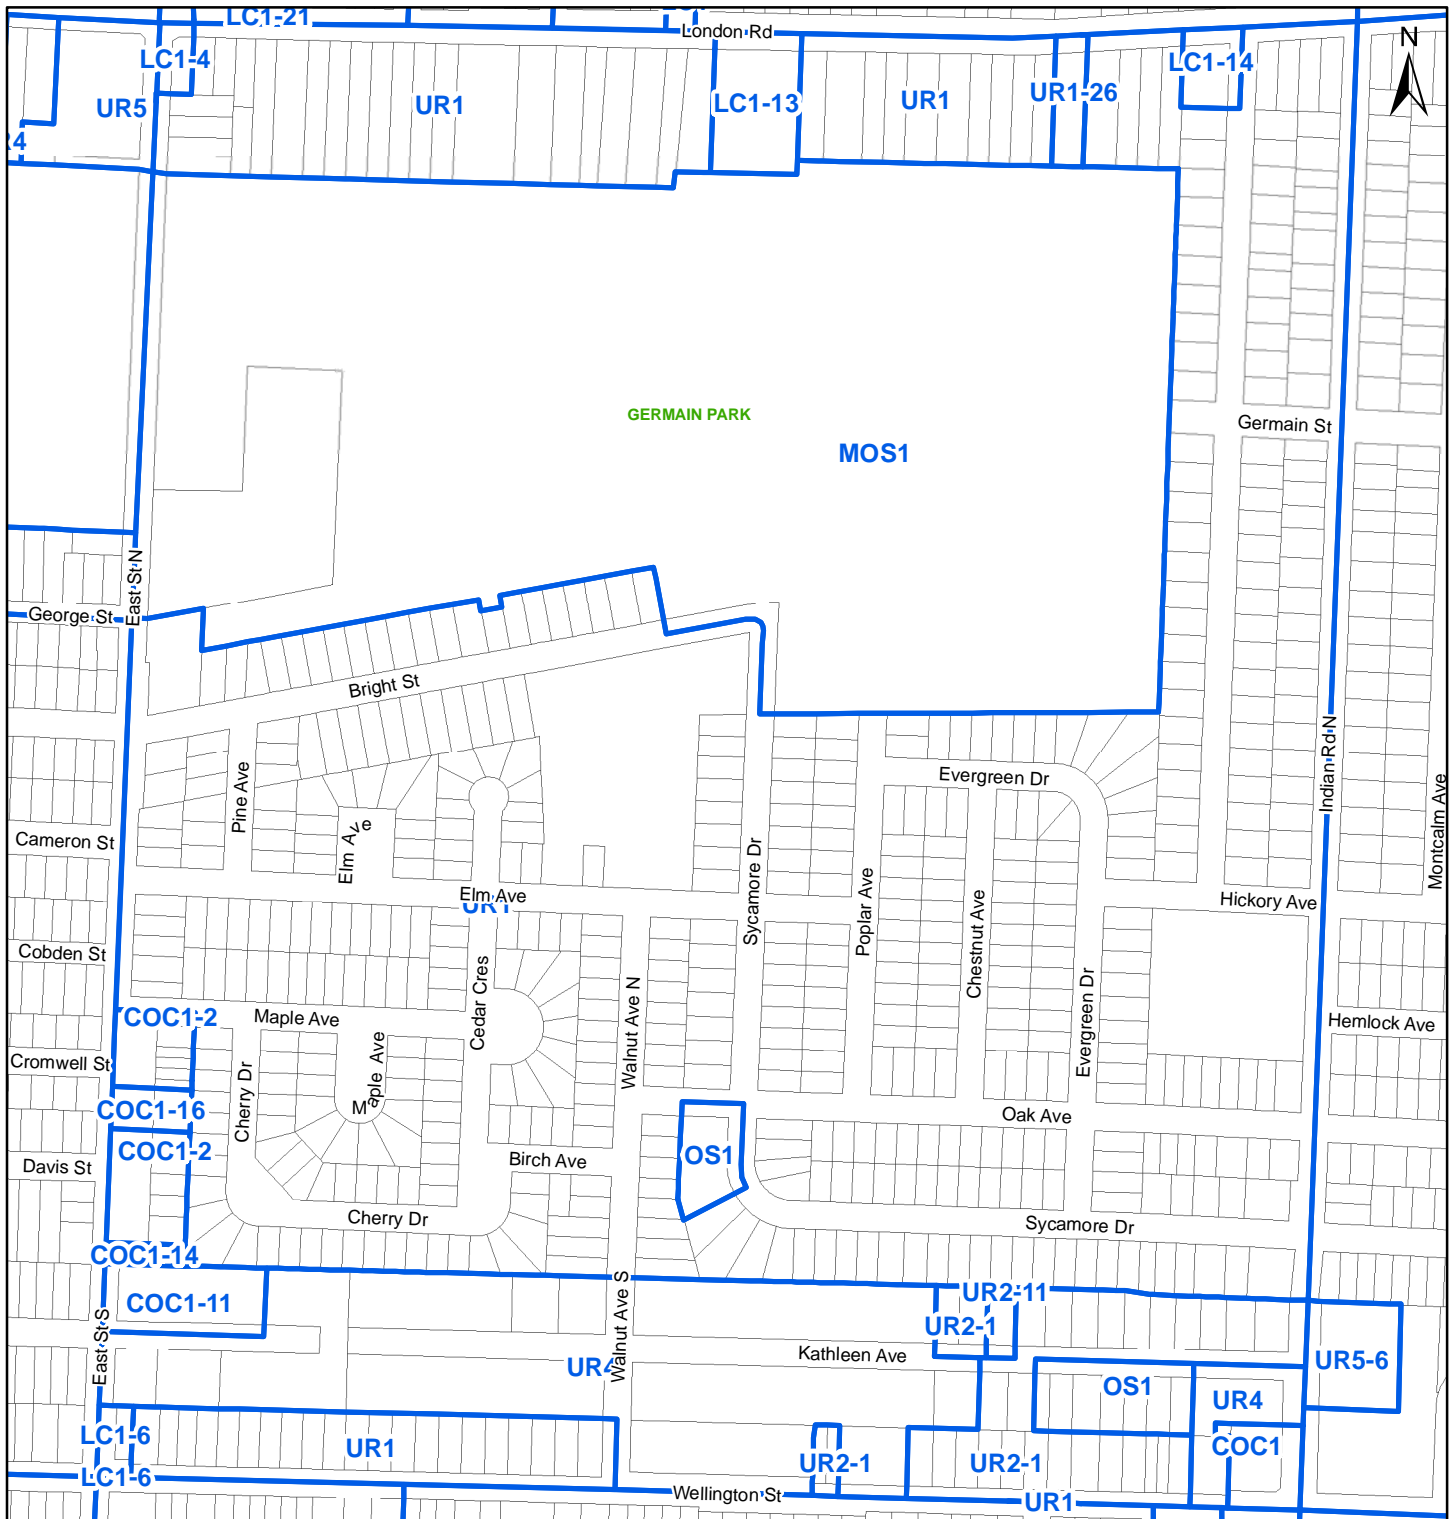 LC1-21
London Rd
N
LC1-4
LC1-14
UR5
UR1
LC1-13
UR1
UR1-26
GERMAIN PARK
Germain St
MOS1
East St N
George St
Bright St
Indian Rd N
Evergreen Dr
Pine Ave
Elm Ave
Montcalm Ave
Cameron St
Sycamore Dr
Elm Ave
UR1
Poplar Ave
Chestnut Ave
Hickory Ave
Cobden St
Cedar Cres
Walnut Ave N
Evergreen Dr
COC1-2
Maple Ave
Hemlock Ave
Maple Ave
Cromwell St
Cherry Dr
COC1-16
Oak Ave
COC1-2
OS1
Davis St
Birch Ave
Cherry Dr
Sycamore Dr
COC1-14
Walnut Ave S
UR2-11
COC1-11
UR2-1
East St S
Kathleen Ave
UR4
UR5-6
OS1
UR4
LC1-6
UR1
COC1
UR2-1
UR2-1
LC1-6
Wellington St
UR1